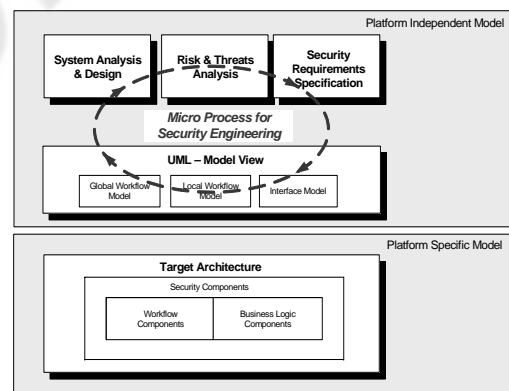 Platform Independent Model
System Analysis
& Design
Risk & Threats
Analysis
Security
Requirements
Specification
Micro Process for
Security Engineering
UML – Model View
Global Workflow
Model
Local Workflow
Model
Interface Model
Platform Specific Model
Target Architecture
Security Components
Workflow
Components
Business Logic
Components